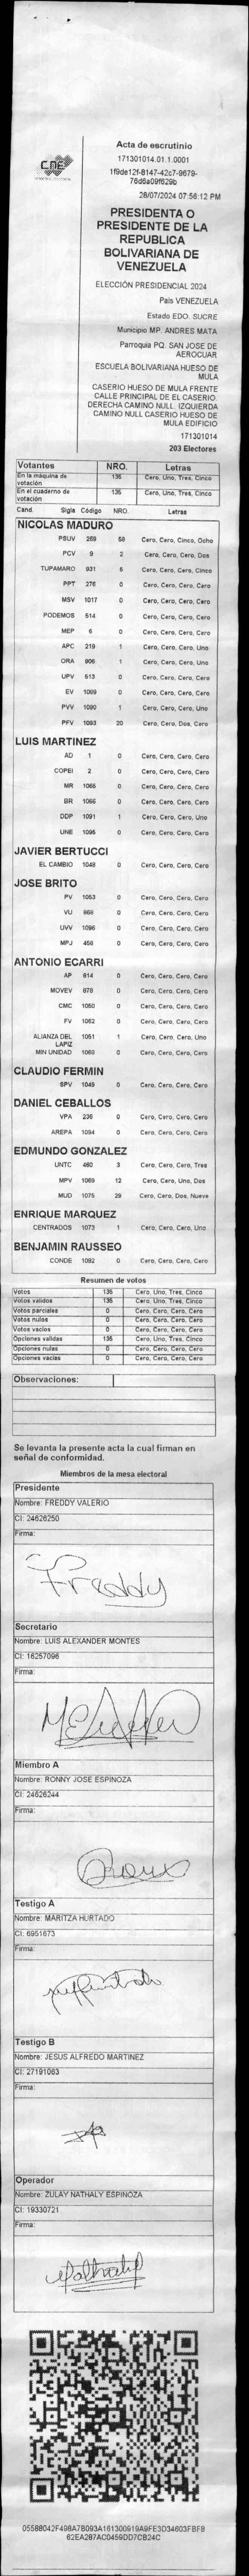 CNE
Acta de escrutinio
171301014.01.1.0001
1f9de12f-8147-42c7-9679-
76d6a09f629b
28/07/2024 07:56:12 PM
PRESIDENTA O
PRESIDENTE DE LA
REPUBLICA
BOLIVARIANA DE
VENEZUELA
ELECCIÓN PRESIDENCIAL 2024
País VENEZUELA
Estado EDO. SUCRE
Municipio MP. ANDRES MATA
Parroquia PQ. SAN JOSE DE
AEROCUAR
ESCUELA BOLIVARIANA HUESO DE
MULA
CASERIO HUESO DE MULA FRENTE
CALLE PRINCIPAL DE EL CASERIO.
DERECHA CAMINO NULL. IZQUIERDA
CAMINO NULL CASERIO HUESO DE
MULA EDIFICIO
171301014
203 Electores
Votantes NRO. Letras
En la máquina de votación 135 Cero, Uno, Tres, Cinco
En el cuaderno de votación 135 Cero, Uno, Tres, Cinco
Cand. Sigla Código NRO. Letras
NICOLAS MADURO
PSUV 269 58 Cero, Cero, Cinco, Ocho
PCV 9 2 Cero, Cero, Cero, Dos
TUPAMARO 931 5 Cero, Cero, Cero, Cinco
PPT 276 0 Cero, Cero, Cero, Cero
MSV 1017 0 Cero, Cero, Cero, Cero
PODEMOS 514 0 Cero, Cero, Cero, Cero
MEP 6 0 Cero, Cero, Cero, Cero
APC 219 1 Cero, Cero, Cero, Uno
ORA 906 1 Cero, Cero, Cero, Uno
UPV 513 0 Cero, Cero, Cero, Cero
EV 1099 0 Cero, Cero, Cero, Cero
PVV 1090 1 Cero, Cero, Cero, Uno
PFV 1093 20 Cero, Cero, Dos, Cero
LUIS MARTINEZ
AD 1 0 Cero, Cero, Cero, Cero
COPEI 2 0 Cero, Cero, Cero, Cero
MR 1065 0 Cero, Cero, Cero, Cero
BR 1066 0 Cero, Cero, Cero, Cero
DDP 1091 1 Cero, Cero, Cero, Uno
UNE 1095 0 Cero, Cero, Cero, Cero
JAVIER BERTUCCI
EL CAMBIO 1048 0 Cero, Cero, Cero, Cero
JOSE BRITO
PV 1053 0 Cero, Cero, Cero, Cero
VU 868 0 Cero, Cero, Cero, Cero
UVV 1096 0 Cero, Cero, Cero, Cero
MPJ 456 0 Cero, Cero, Cero, Cero
ANTONIO ECARRI
AP 814 0 Cero, Cero, Cero, Cero
MOVEV 878 0 Cero, Cero, Cero, Cero
CMC 1050 0 Cero, Cero, Cero, Cero
FV 1062 0 Cero, Cero, Cero, Cero
ALIANZA DEL LAPIZ 1051 1 Cero, Cero, Cero, Uno
MIN UNIDAD 1069 0 Cero, Cero, Cero, Cero
CLAUDIO FERMIN
SPV 1049 0 Cero, Cero, Cero, Cero
DANIEL CEBALLOS
VPA 236 0 Cero, Cero, Cero, Cero
AREPA 1094 0 Cero, Cero, Cero, Cero
EDMUNDO GONZALEZ
UNTC 460 3 Cero, Cero, Cero, Tres
MPV 1069 12 Cero, Cero, Uno, Dos
MUD 1075 29 Cero, Cero, Dos, Nueve
ENRIQUE MARQUEZ
CENTRADOS 1073 1 Cero, Cero, Cero, Uno
BENJAMIN RAUSSEO
CONDE 1092 0 Cero, Cero, Cero, Cero
Resumen de votos
Votos 135 Cero, Uno, Tres, Cinco
Votos validos 135 Cero, Uno, Tres, Cinco
Votos parciales 0 Cero, Cero, Cero, Cero
Votos nulos 0 Cero, Cero, Cero, Cero
Votos vacios 0 Cero, Cero, Cero, Cero
Opciones validas 135 Cero, Uno, Tres, Cinco
Opciones nulas 0 Cero, Cero, Cero, Cero
Opciones vacias 0 Cero, Cero, Cero, Cero
Observaciones:
Se levanta la presente acta la cual firman en
señal de conformidad.
Miembros de la mesa electoral
Presidente
Nombre: FREDDY VALERIO
CI: 24626250
Firma:
Freddy
Secretario
Nombre: LUIS ALEXANDER MONTES
CI: 16257096
Firma:
Miembro A
Nombre: RONNY JOSE ESPINOZA
CI: 24626244
Firma:
Testigo A
Nombre: MARITZA HURTADO
CI: 6951673
Firma:
Testigo B
Nombre: JESUS ALFREDO MARTINEZ
CI: 27191063
Firma:
Operador
Nombre: ZULAY NATHALY ESPINOZA
CI: 19330721
Firma:
05588042F498A7B093A161300919A9FE3D34603FBF8
62EA287AC0459DD7CB24C